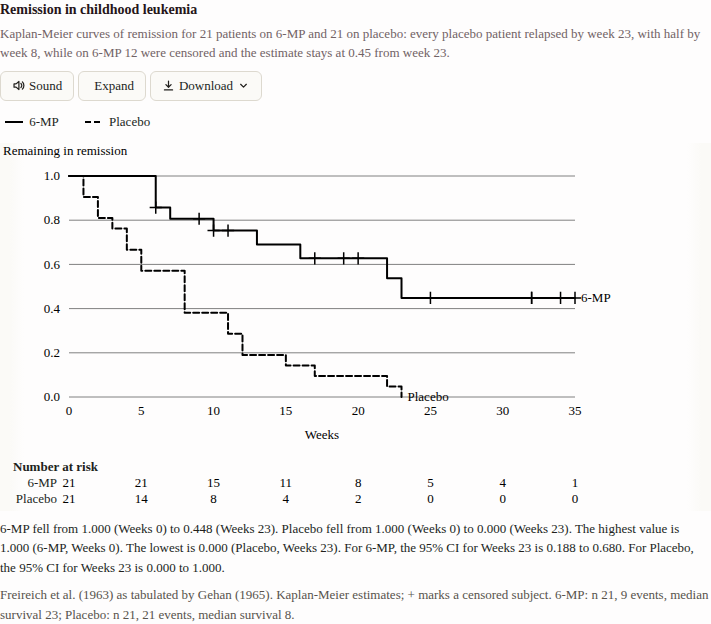 Remission in childhood leukemia
Kaplan-Meier curves of remission for 21 patients on 6-MP and 21 on placebo: every placebo patient relapsed by week 23, with half by
week 8, while on 6-MP 12 were censored and the estimate stays at 0.45 from week 23.
Sound Expand Download
6-MP Placebo
Remaining in remission
1.0
0.8
0.6
0.4
0.2
0.0
6-MP
Placebo
0 5 10 15 20 25 30 35
Weeks
Number at risk
6-MP 21 21 15 11 8 5 4 1
Placebo 21 14 8 4 2 0 0 0
6-MP fell from 1.000 (Weeks 0) to 0.448 (Weeks 23). Placebo fell from 1.000 (Weeks 0) to 0.000 (Weeks 23). The highest value is
1.000 (6-MP, Weeks 0). The lowest is 0.000 (Placebo, Weeks 23). For 6-MP, the 95% CI for Weeks 23 is 0.188 to 0.680. For Placebo,
the 95% CI for Weeks 23 is 0.000 to 1.000.
Freireich et al. (1963) as tabulated by Gehan (1965). Kaplan-Meier estimates; + marks a censored subject. 6-MP: n 21, 9 events, median
survival 23; Placebo: n 21, 21 events, median survival 8.